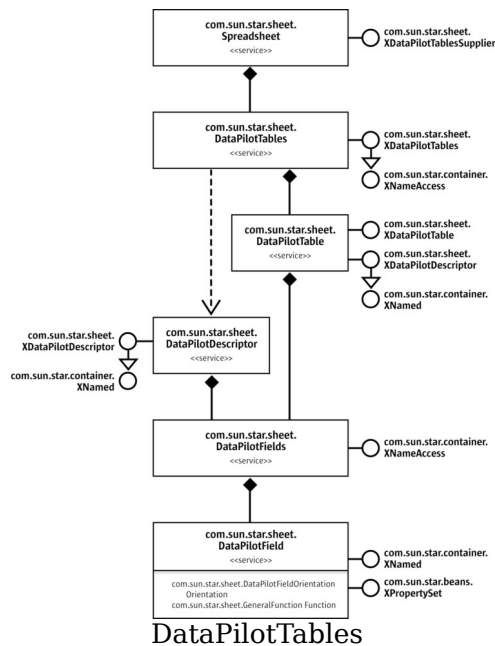 com.sun.star.sheet.
Spreadsheet
<<service>>
com.sun.star.sheet.
XDataPilotTablesSupplier
com.sun.star.sheet.
DataPilotTables
<<service>>
com.sun.star.sheet.
XDataPilotTables
com.sun.star.container.
XNameAccess
com.sun.star.sheet.
DataPilotTable
<<service>>
com.sun.star.sheet.
XDataPilotTable
com.sun.star.sheet.
XDataPilotDescriptor
com.sun.star.container.
XNamed
com.sun.star.sheet.
XDataPilotDescriptor
com.sun.star.container.
XNamed
com.sun.star.sheet.
DataPilotDescriptor
<<service>>
com.sun.star.sheet.
DataPilotFields
<<service>>
com.sun.star.container.
XNameAccess
com.sun.star.sheet.
DataPilotField
<<service>>
com.sun.star.container.
XNamed
com.sun.star.sheet.DataPilotFieldOrientation
Orientation
com.sun.star.sheet.GeneralFunction Function
com.sun.star.beans.
XPropertySet
DataPilotTables